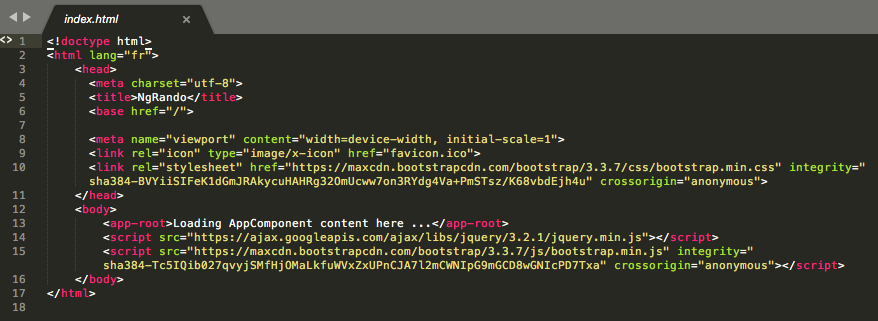 index.html
<> 1 <!doctype html>
2 <html lang="fr">
3 <head>
4 <meta charset="utf-8">
5 <title>NgRando</title>
6 <base href="/">
7
8 <meta name="viewport" content="width=device-width, initial-scale=1">
9 <link rel="icon" type="image/x-icon" href="favicon.ico">
10 <link rel="stylesheet" href="https://maxcdn.bootstrapcdn.com/bootstrap/3.3.7/css/bootstrap.min.css" integrity="
sha384-BVYiiSIFeK1dGmJRAkycuHAHRg32OmUcww7on3RYdg4Va+PmSTsz/K68vbdEjh4u" crossorigin="anonymous">
11 </head>
12 <body>
13 <app-root>Loading AppComponent content here ...</app-root>
14 <script src="https://ajax.googleapis.com/ajax/libs/jquery/3.2.1/jquery.min.js"></script>
15 <script src="https://maxcdn.bootstrapcdn.com/bootstrap/3.3.7/js/bootstrap.min.js" integrity="
sha384-Tc5IQib027qvyjSMfHjOMaLkfuWVxZxUPnCJA7l2mCWNIpG9mGCD8wGNIcPD7Txa" crossorigin="anonymous"></script>
16 </body>
17 </html>
18